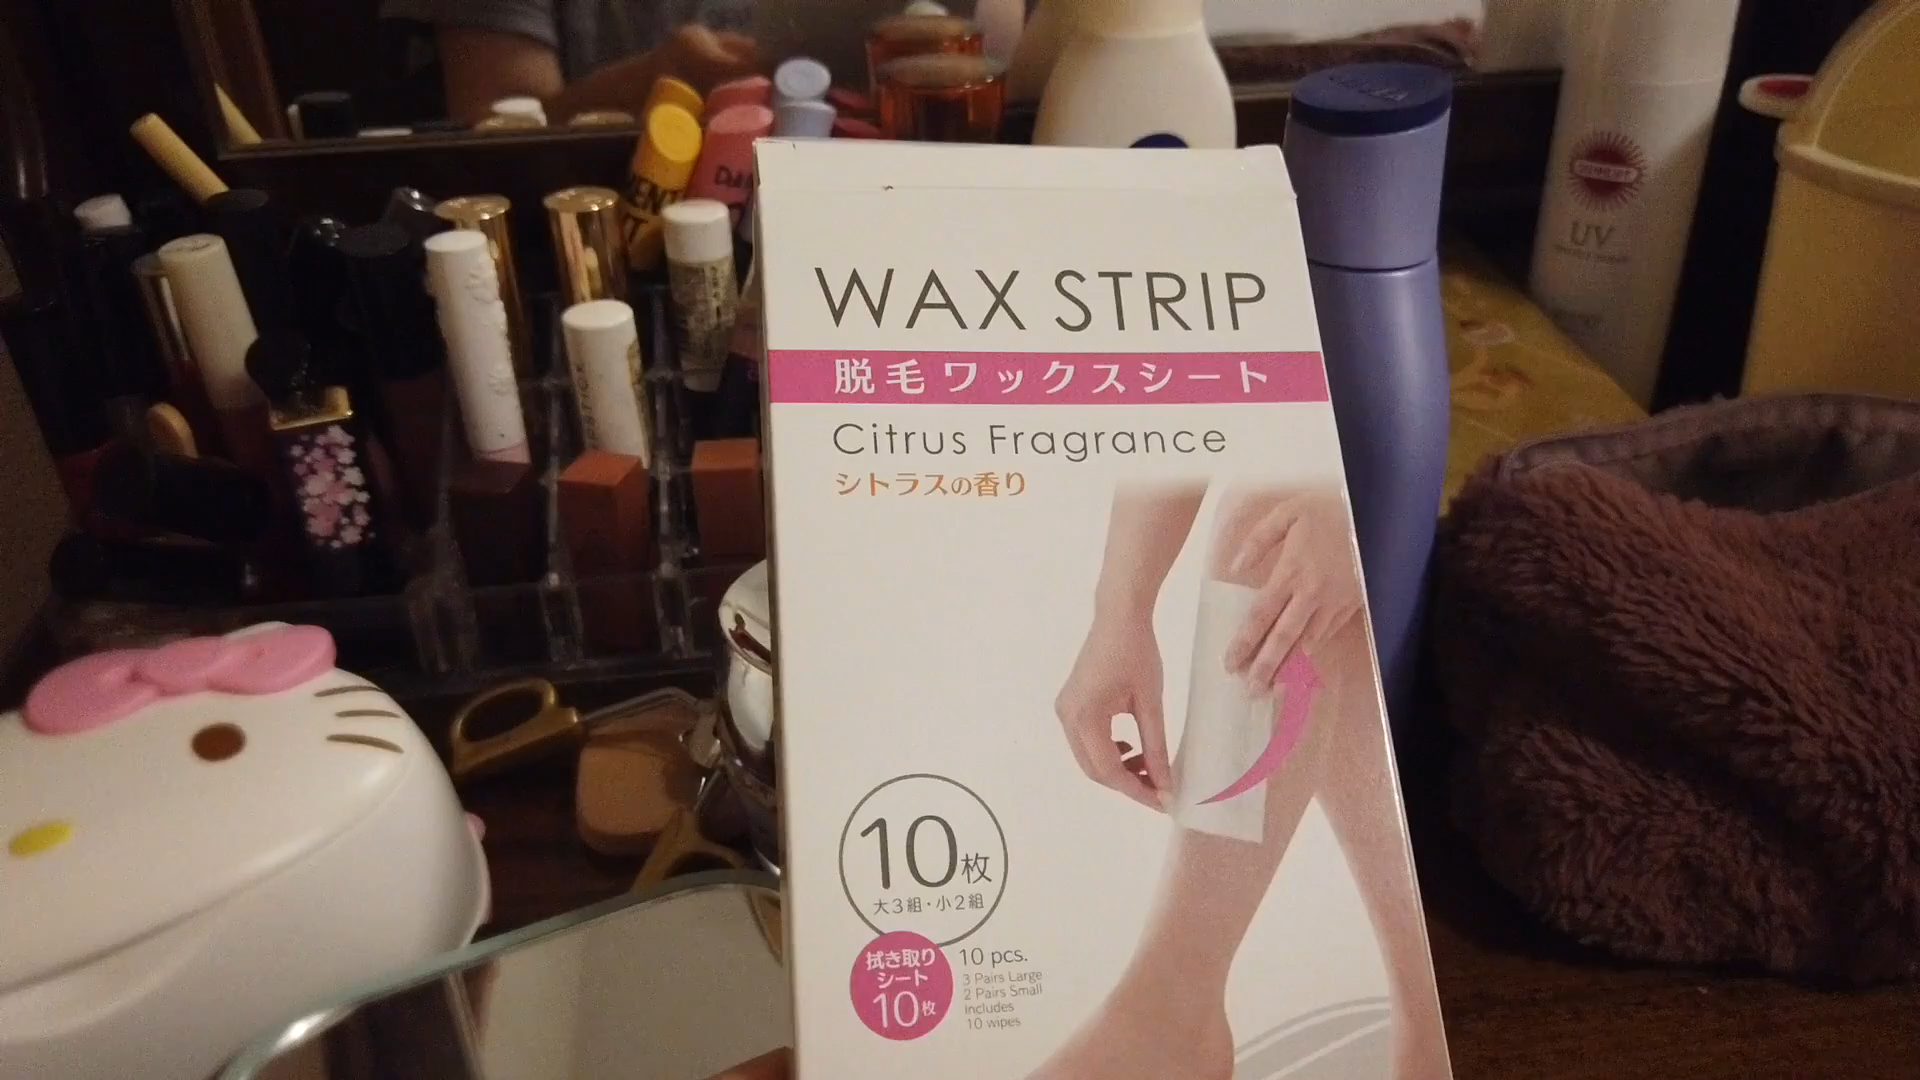 WAX STRIP
脱毛ワックスシート
Citrus Fragrance
シトラスの香り
10枚
大3組・小2組
拭き取り
シート
10枚
10 pcs.
3 Pairs Large
2 Pairs Small
Includes
10 wipes
UV